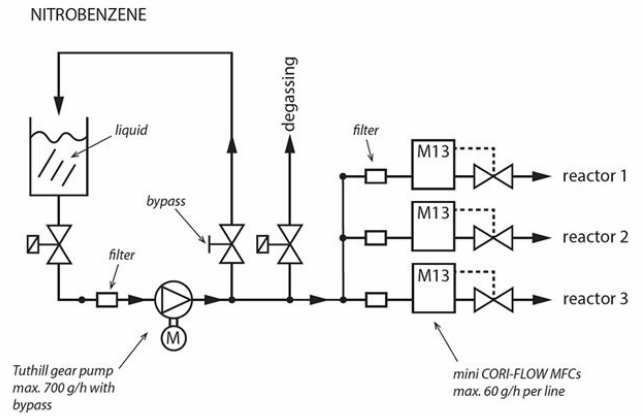 NITROBENZENE
liquid
degassing
bypass
filter
filter
M13
reactor 1
M13
reactor 2
M13
reactor 3
M
Tuthill gear pump
max. 700 g/h with
bypass
mini CORI-FLOW MFCs
max. 60 g/h per line